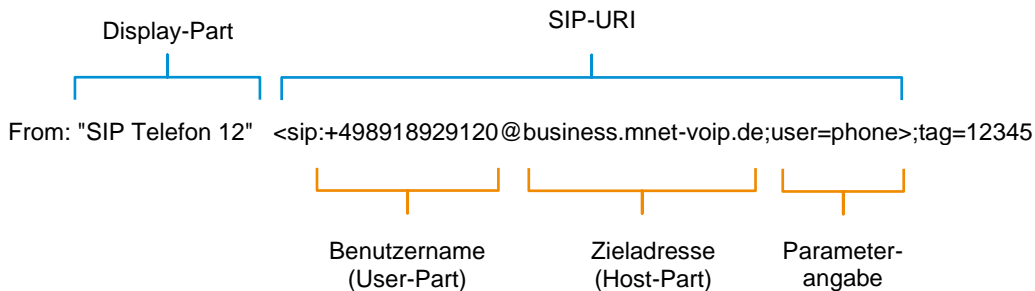 Display-Part
SIP-URI
From: "SIP Telefon 12" <sip:+498918929120@business.mnet-voip.de;user=phone>;tag=12345
Benutzername
(User-Part)
Zieladresse
(Host-Part)
Parameter-
angabe